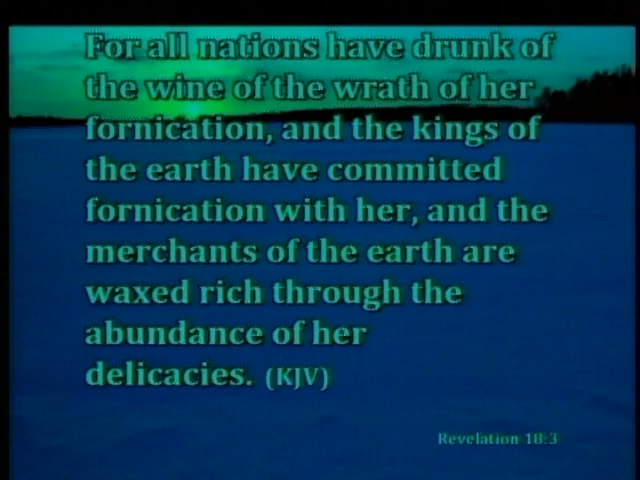 For all nations have drunk of
the wine of the wrath of her
fornication, and the kings of
the earth have committed
fornication with her, and the
merchants of the earth are
waxed rich through the
abundance of her
delicacies. (KJV)
Revelation 18:3